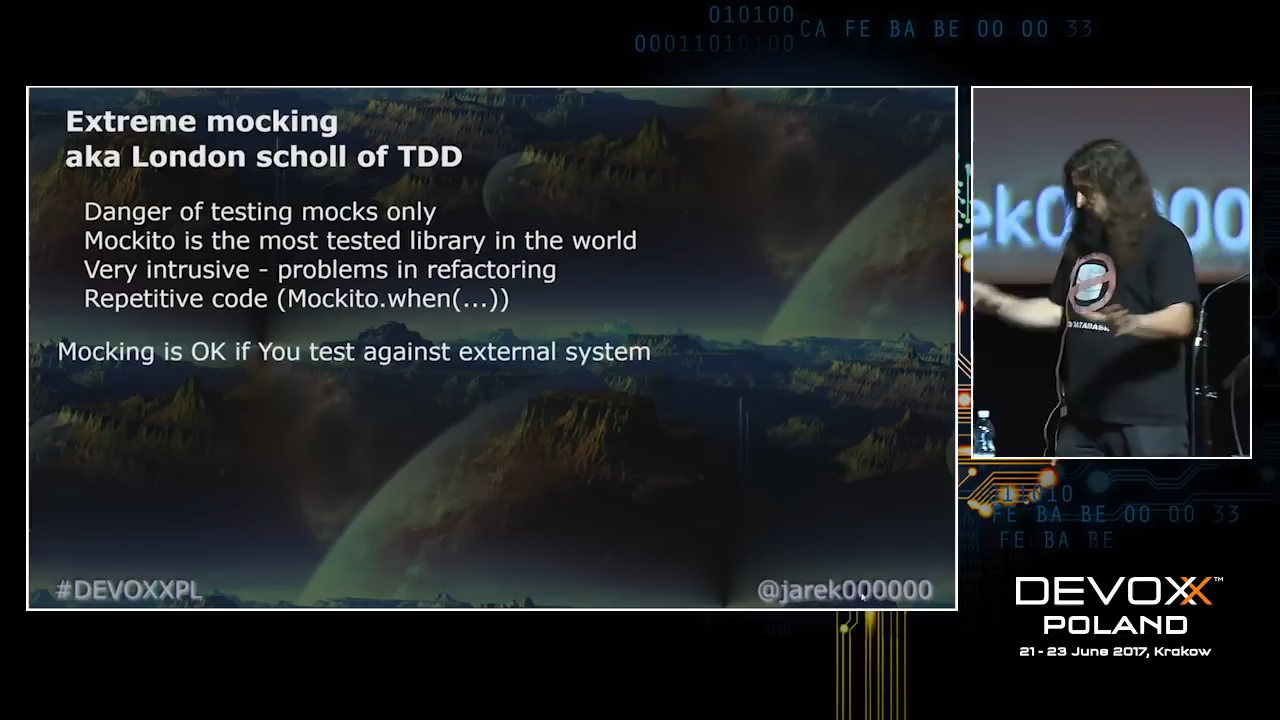 010100
00011010100
CA FE BA BE 00 00 33
Extreme mocking
aka London scholl of TDD
Danger of testing mocks only
Mockito is the most tested library in the world
Very intrusive - problems in refactoring
Repetitive code (Mockito.when(...))
Mocking is OK if You test against external system
#DEVOXXPL
@jarek000000
FE BA BE 00 00 33
FE BA BE
DEVOXX™
POLAND
21 - 23 June 2017, Krakow